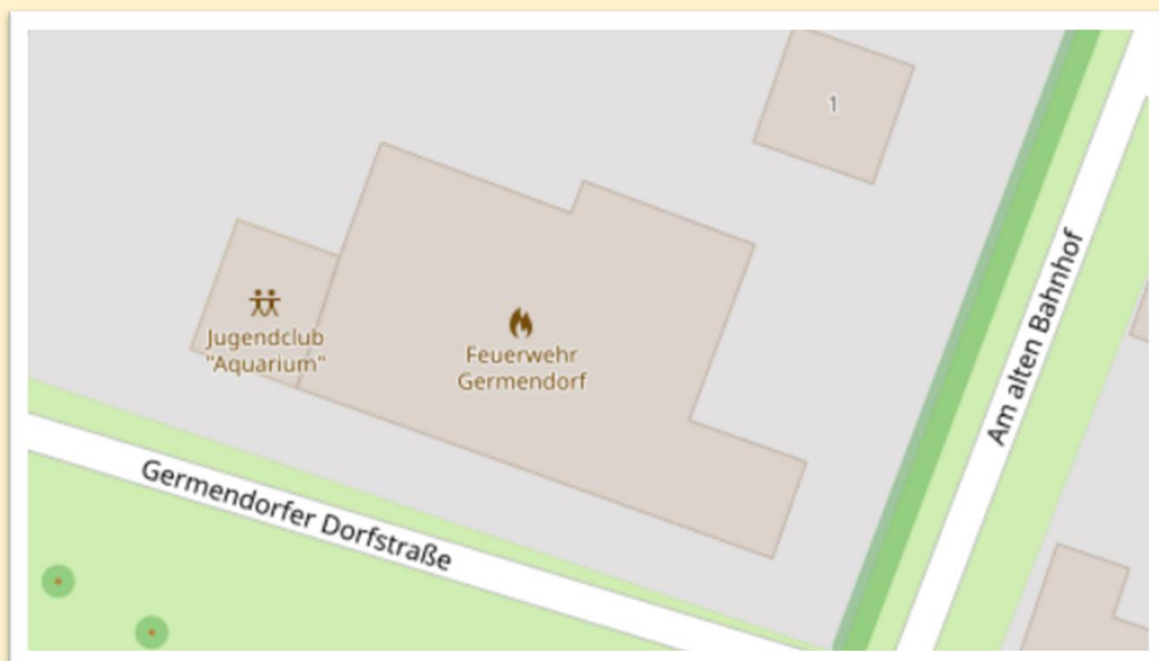 1
Jugendclub
"Aquarium"
Feuerwehr
Germendorf
Am alten Bahnhof
Germendorfer Dorfstraße